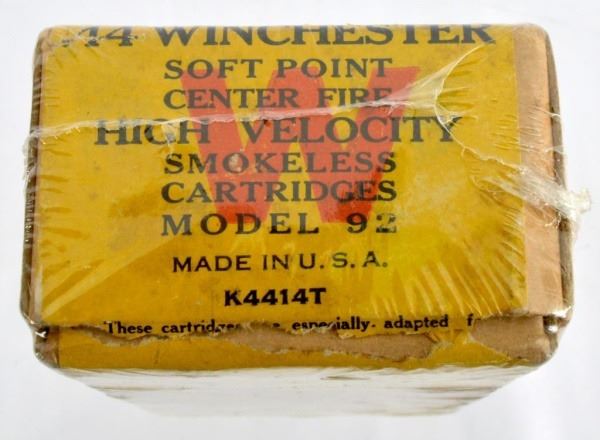 .44 WINCHESTER
SOFT POINT
CENTER FIRE
HIGH VELOCITY
SMOKELESS
CARTRIDGES
MODEL 92
MADE IN U.S.A.
K4414T
W
These especially adapted